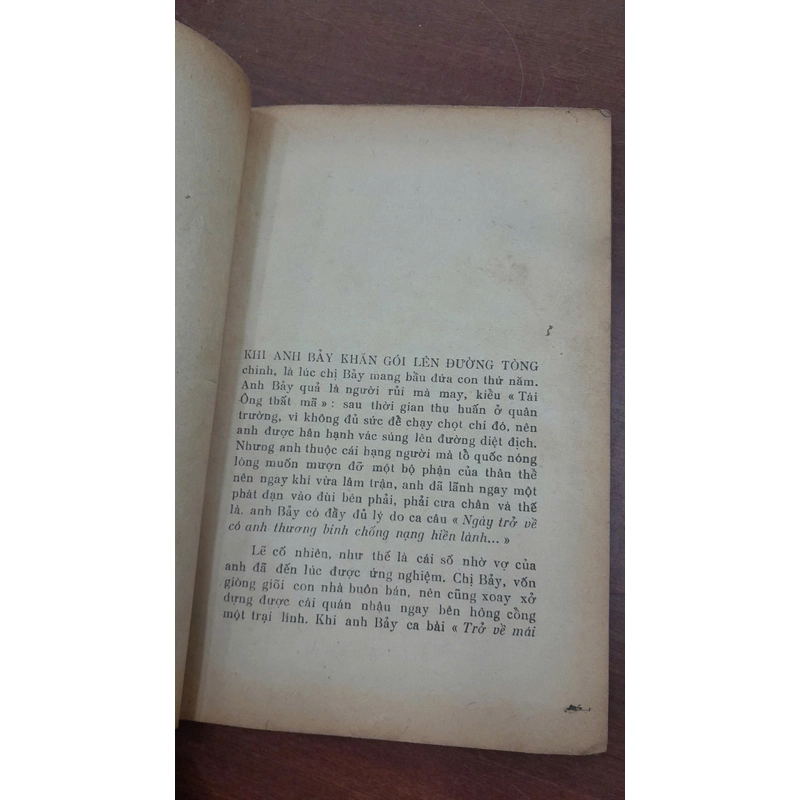 KHI ANH BẢY KHĂN GÓI LÊN ĐƯỜNG TÒNG
chinh, là lúc chị Bảy mang bầu đứa con thứ năm.
Anh Bảy quả là người rủi mà may, kiểu « Tái
Ông thất mã » : sau thời gian thụ huấn ở quân
trường, vì không đủ sức để chạy chọt chi đó, nên
anh được hân hạnh vác súng lên đường diệt địch.
Nhưng anh thuộc cái hạng người mà tổ quốc nóng
lòng muốn mượn đỡ một bộ phận của thân thể
nên ngay khi vừa lâm trận, anh đã lãnh ngay một
phát đạn vào đùi bên phải, phải cưa chân và thế
là, anh Bảy có đầy đủ lý do ca câu « Ngày trở về
có anh thương binh chống nạng hiền lành... »
Lẽ cố nhiên, như thế là cái số nhờ vợ của
anh đã đến lúc được ứng nghiệm. Chị Bảy, vốn
giòng giõi con nhà buôn bán, nên cũng xoay xở
dựng được cái quán nhậu ngay bên hông cổng
một trại lính. Khi anh Bảy ca bài « Trở về mái